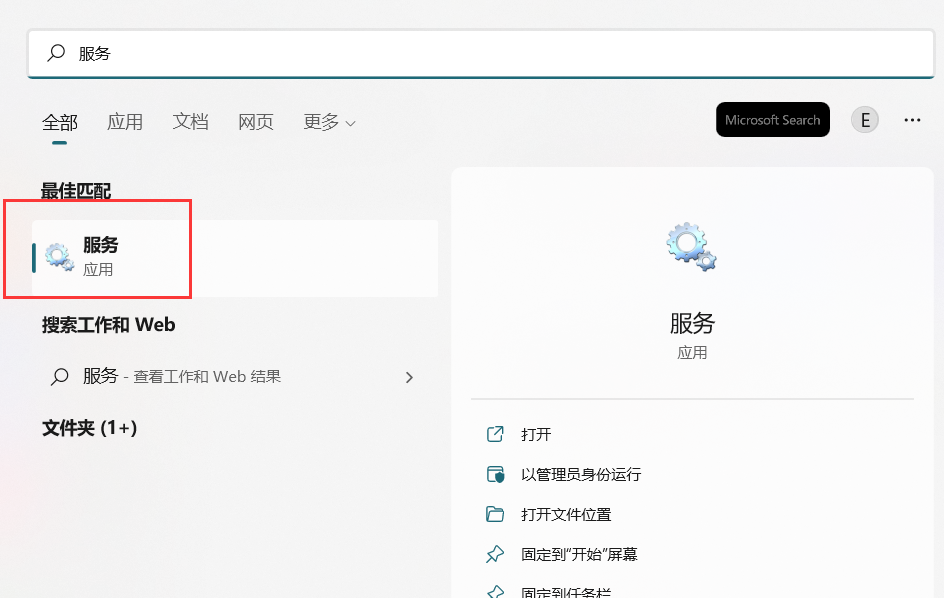 服务
全部 应用 文档 网页 更多
Microsoft Search
E
最佳匹配
服务
应用
搜索工作和 Web
服务 - 查看工作和 Web 结果
文件夹 (1+)
服务
应用
打开
以管理员身份运行
打开文件位置
固定到“开始”屏幕
固定到任务栏